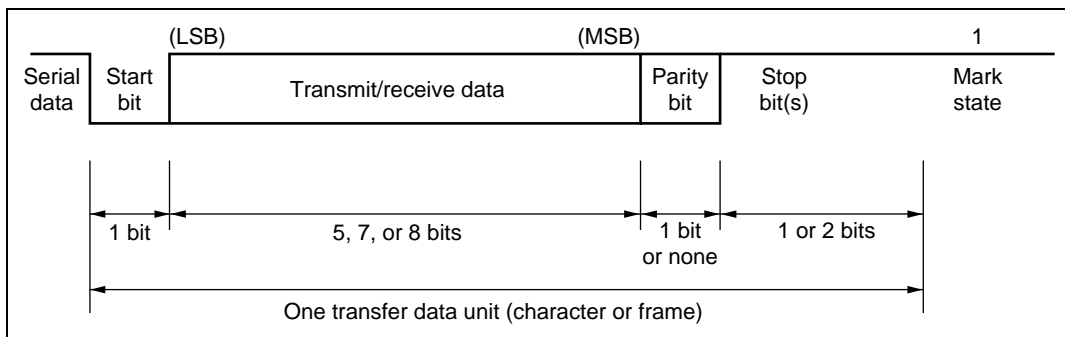 (LSB)
(MSB)
1
Serial
data
Start
bit
Transmit/receive data
Parity
bit
Stop
bit(s)
Mark
state
1 bit
5, 7, or 8 bits
1 bit
or none
1 or 2 bits
One transfer data unit (character or frame)